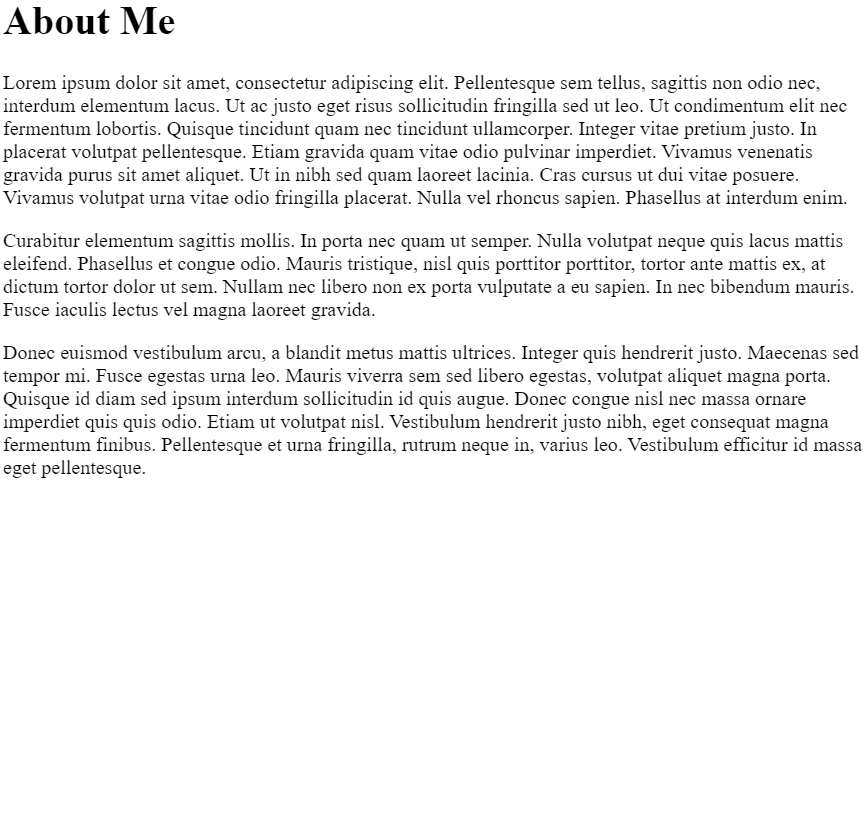 About Me
Lorem ipsum dolor sit amet, consectetur adipiscing elit. Pellentesque sem tellus, sagittis non odio nec,
interdum elementum lacus. Ut ac justo eget risus sollicitudin fringilla sed ut leo. Ut condimentum elit nec
fermentum lobortis. Quisque tincidunt quam nec tincidunt ullamcorper. Integer vitae pretium justo. In
placerat volutpat pellentesque. Etiam gravida quam vitae odio pulvinar imperdiet. Vivamus venenatis
gravida purus sit amet aliquet. Ut in nibh sed quam laoreet lacinia. Cras cursus ut dui vitae posuere.
Vivamus volutpat urna vitae odio fringilla placerat. Nulla vel rhoncus sapien. Phasellus at interdum enim.
Curabitur elementum sagittis mollis. In porta nec quam ut semper. Nulla volutpat neque quis lacus mattis
eleifend. Phasellus et congue odio. Mauris tristique, nisl quis porttitor porttitor, tortor ante mattis ex, at
dictum tortor dolor ut sem. Nullam nec libero non ex porta vulputate a eu sapien. In nec bibendum mauris.
Fusce iaculis lectus vel magna laoreet gravida.
Donec euismod vestibulum arcu, a blandit metus mattis ultrices. Integer quis hendrerit justo. Maecenas sed
tempor mi. Fusce egestas urna leo. Mauris viverra sem sed libero egestas, volutpat aliquet magna porta.
Quisque id diam sed ipsum interdum sollicitudin id quis augue. Donec congue nisl nec massa ornare
imperdiet quis quis odio. Etiam ut volutpat nisl. Vestibulum hendrerit justo nibh, eget consequat magna
fermentum finibus. Pellentesque et urna fringilla, rutrum neque in, varius leo. Vestibulum efficitur id massa
eget pellentesque.